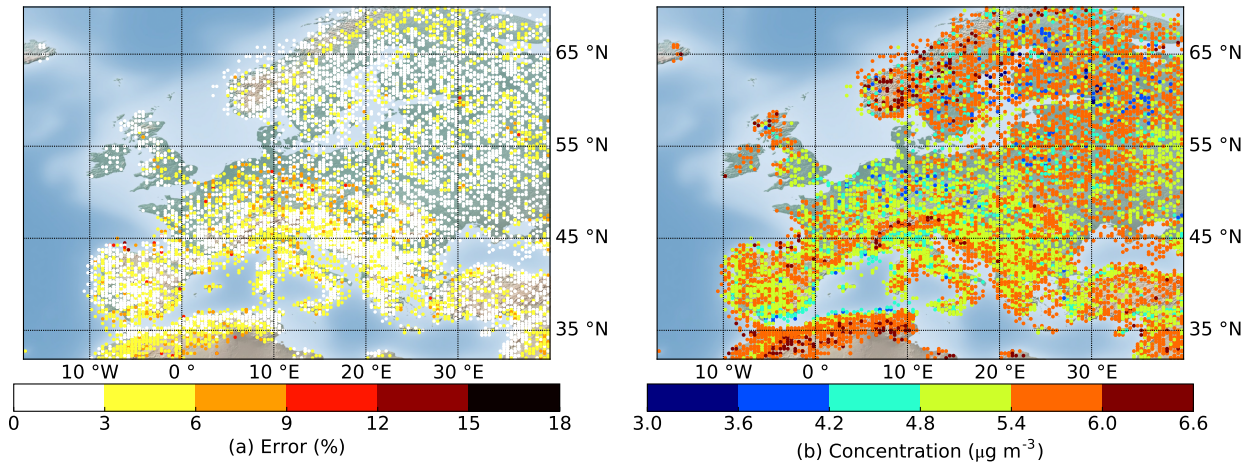 65 °N
55 °N
45 °N
35 °N
10 °W 0 ° 10 °E 20 °E 30 °E
0 3 6 9 12 15 18
(a) Error (%)
65 °N
55 °N
45 °N
35 °N
10 °W 0 ° 10 °E 20 °E 30 °E
3.0 3.6 4.2 4.8 5.4 6.0 6.6
(b) Concentration (μg m⁻³)